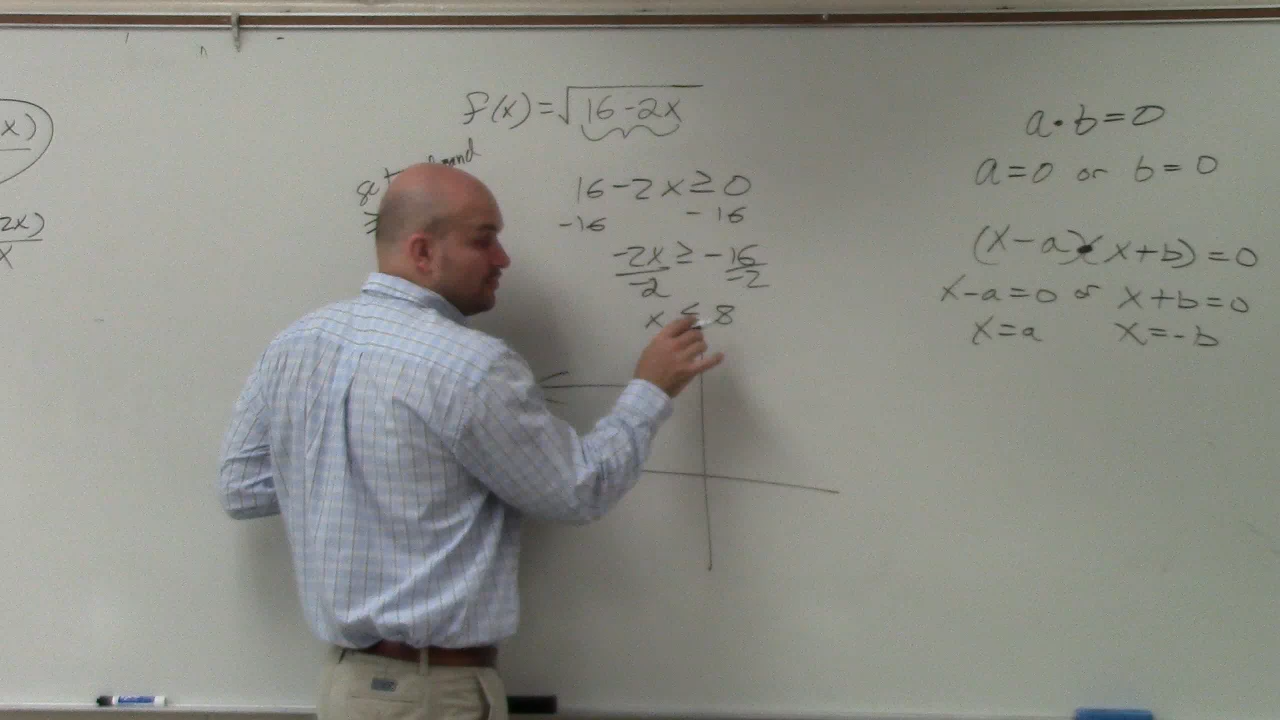 x)
2x)
x
f(x)=√16-2x
16-2x≥0
-16 -16
-2x≥-16
-2 -2
x≤8
a•b=0
a=0 or b=0
(x-a)•(x+b)=0
x-a=0 or x+b=0
x=a x=-b